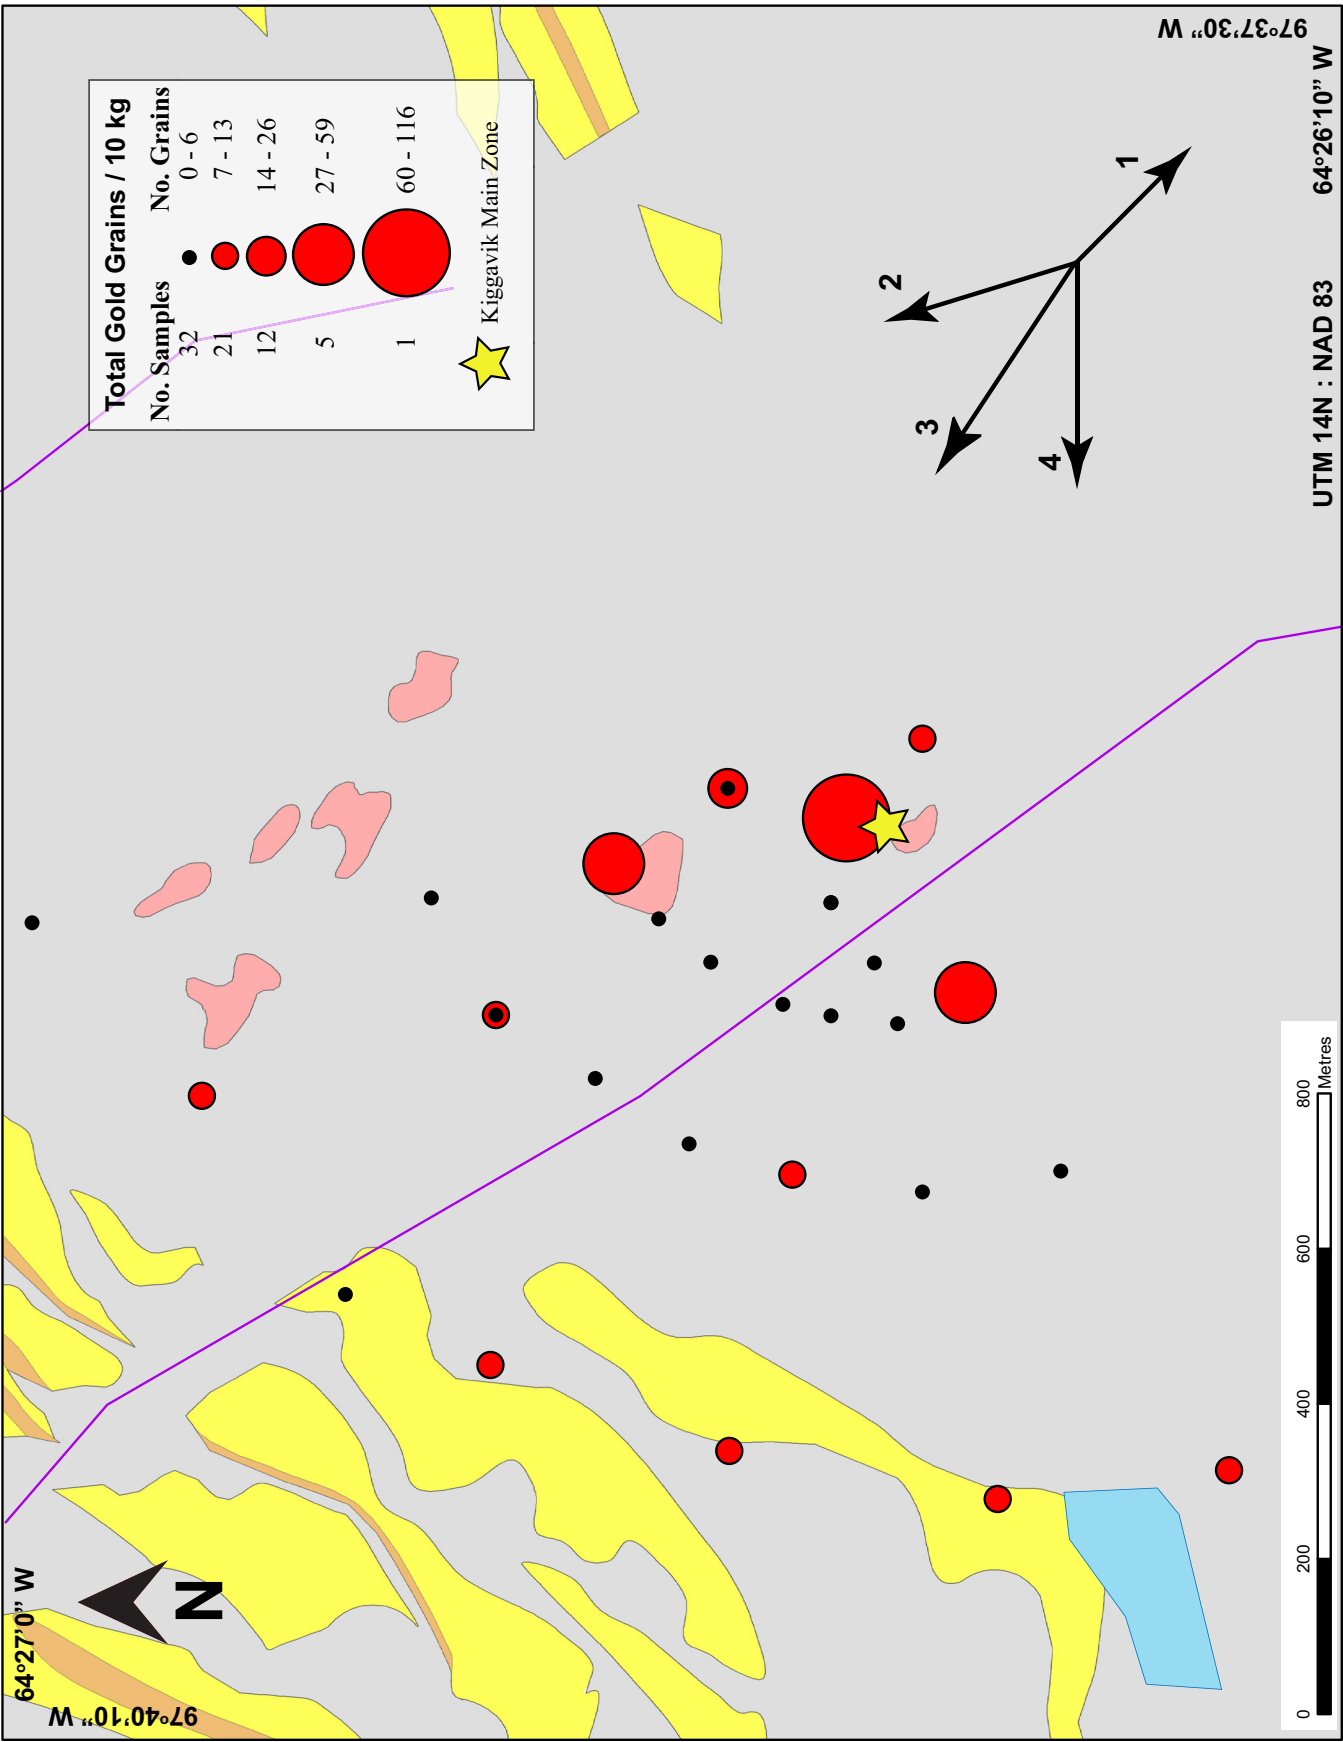 64°27'0" W
97°40'10" W
N
Total Gold Grains / 10 kg
No. Samples No. Grains
32 0 - 6
21 7 - 13
12 14 - 26
5 27 - 59
1 60 - 116
Kiggavik Main Zone
1
2
3
4
0 200 400 600 800
Metres
UTM 14N : NAD 83
64°26'10" W
97°37'30" W